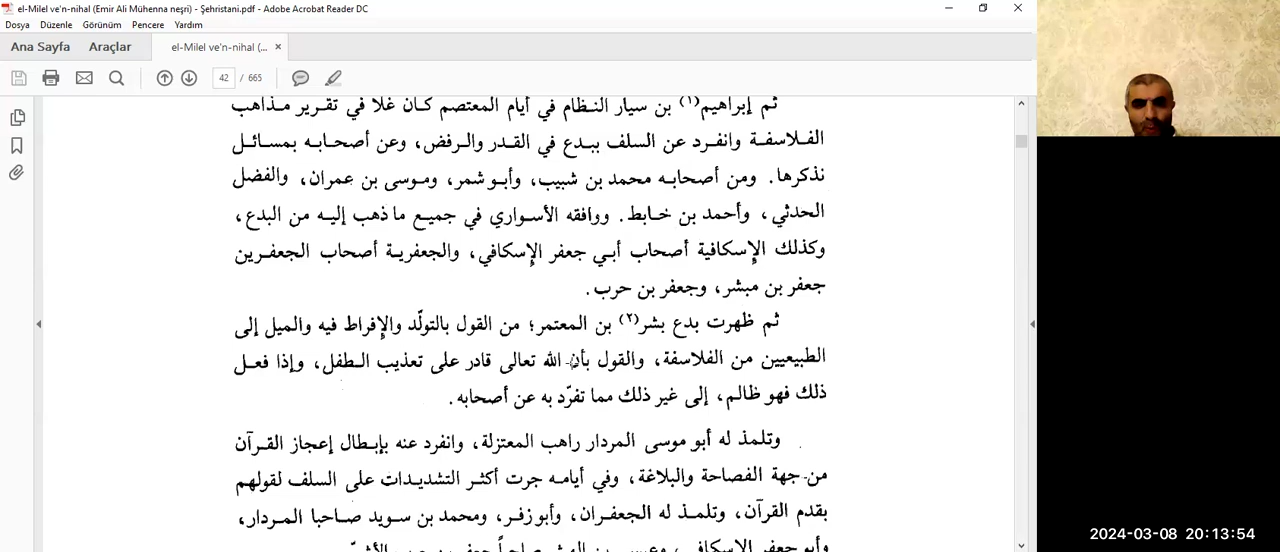 el-Milel ve'n-nihal (Emir Ali Mühenna neşri) - Şehristani.pdf - Adobe Acrobat Reader DC
Dosya Düzenle Görünüm Pencere Yardım
Ana Sayfa Araçlar el-Milel ve'n-nihal (... ×
42 / 665
ثم إبراهيم(١) بن سيار النظام في أيام المعتصم كان غلا في تقرير مذاهب
الفلاسفة وانفرد عن السلف ببدع في القدر والرفض، وعن أصحابه بمسائل
نذكرها. ومن أصحابه محمد بن شبيب، وأبو شمر، وموسى بن عمران، والفضل
الحدثي، وأحمد بن خابط. ووافقه الأسواري في جميع ما ذهب إليه من البدع،
وكذلك الإسكافية أصحاب أبي جعفر الإسكافي، والجعفرية أصحاب الجعفرين
جعفر بن مبشر، وجعفر بن حرب.
ثم ظهرت بدع بشر(٢) بن المعتمر؛ من القول بالتولّد والإفراط فيه والميل إلى
الطبيعيين من الفلاسفة، والقول بأن الله تعالى قادر على تعذيب الطفل، وإذا فعل
ذلك فهو ظالم، إلى غير ذلك مما تفرّد به عن أصحابه.
وتلمذ له أبو موسى المردار راهب المعتزلة، وانفرد عنه بإبطال إعجاز القرآن
من جهة الفصاحة والبلاغة، وفي أيامه جرت أكثر التشديدات على السلف لقولهم
بقدم القرآن، وتلمذ له الجعفران، وأبو زفر، ومحمد بن سويد صاحبا المردار،
وأبو جعفر الإسكافي، وعيسى بن
2024-03-08 20:13:54